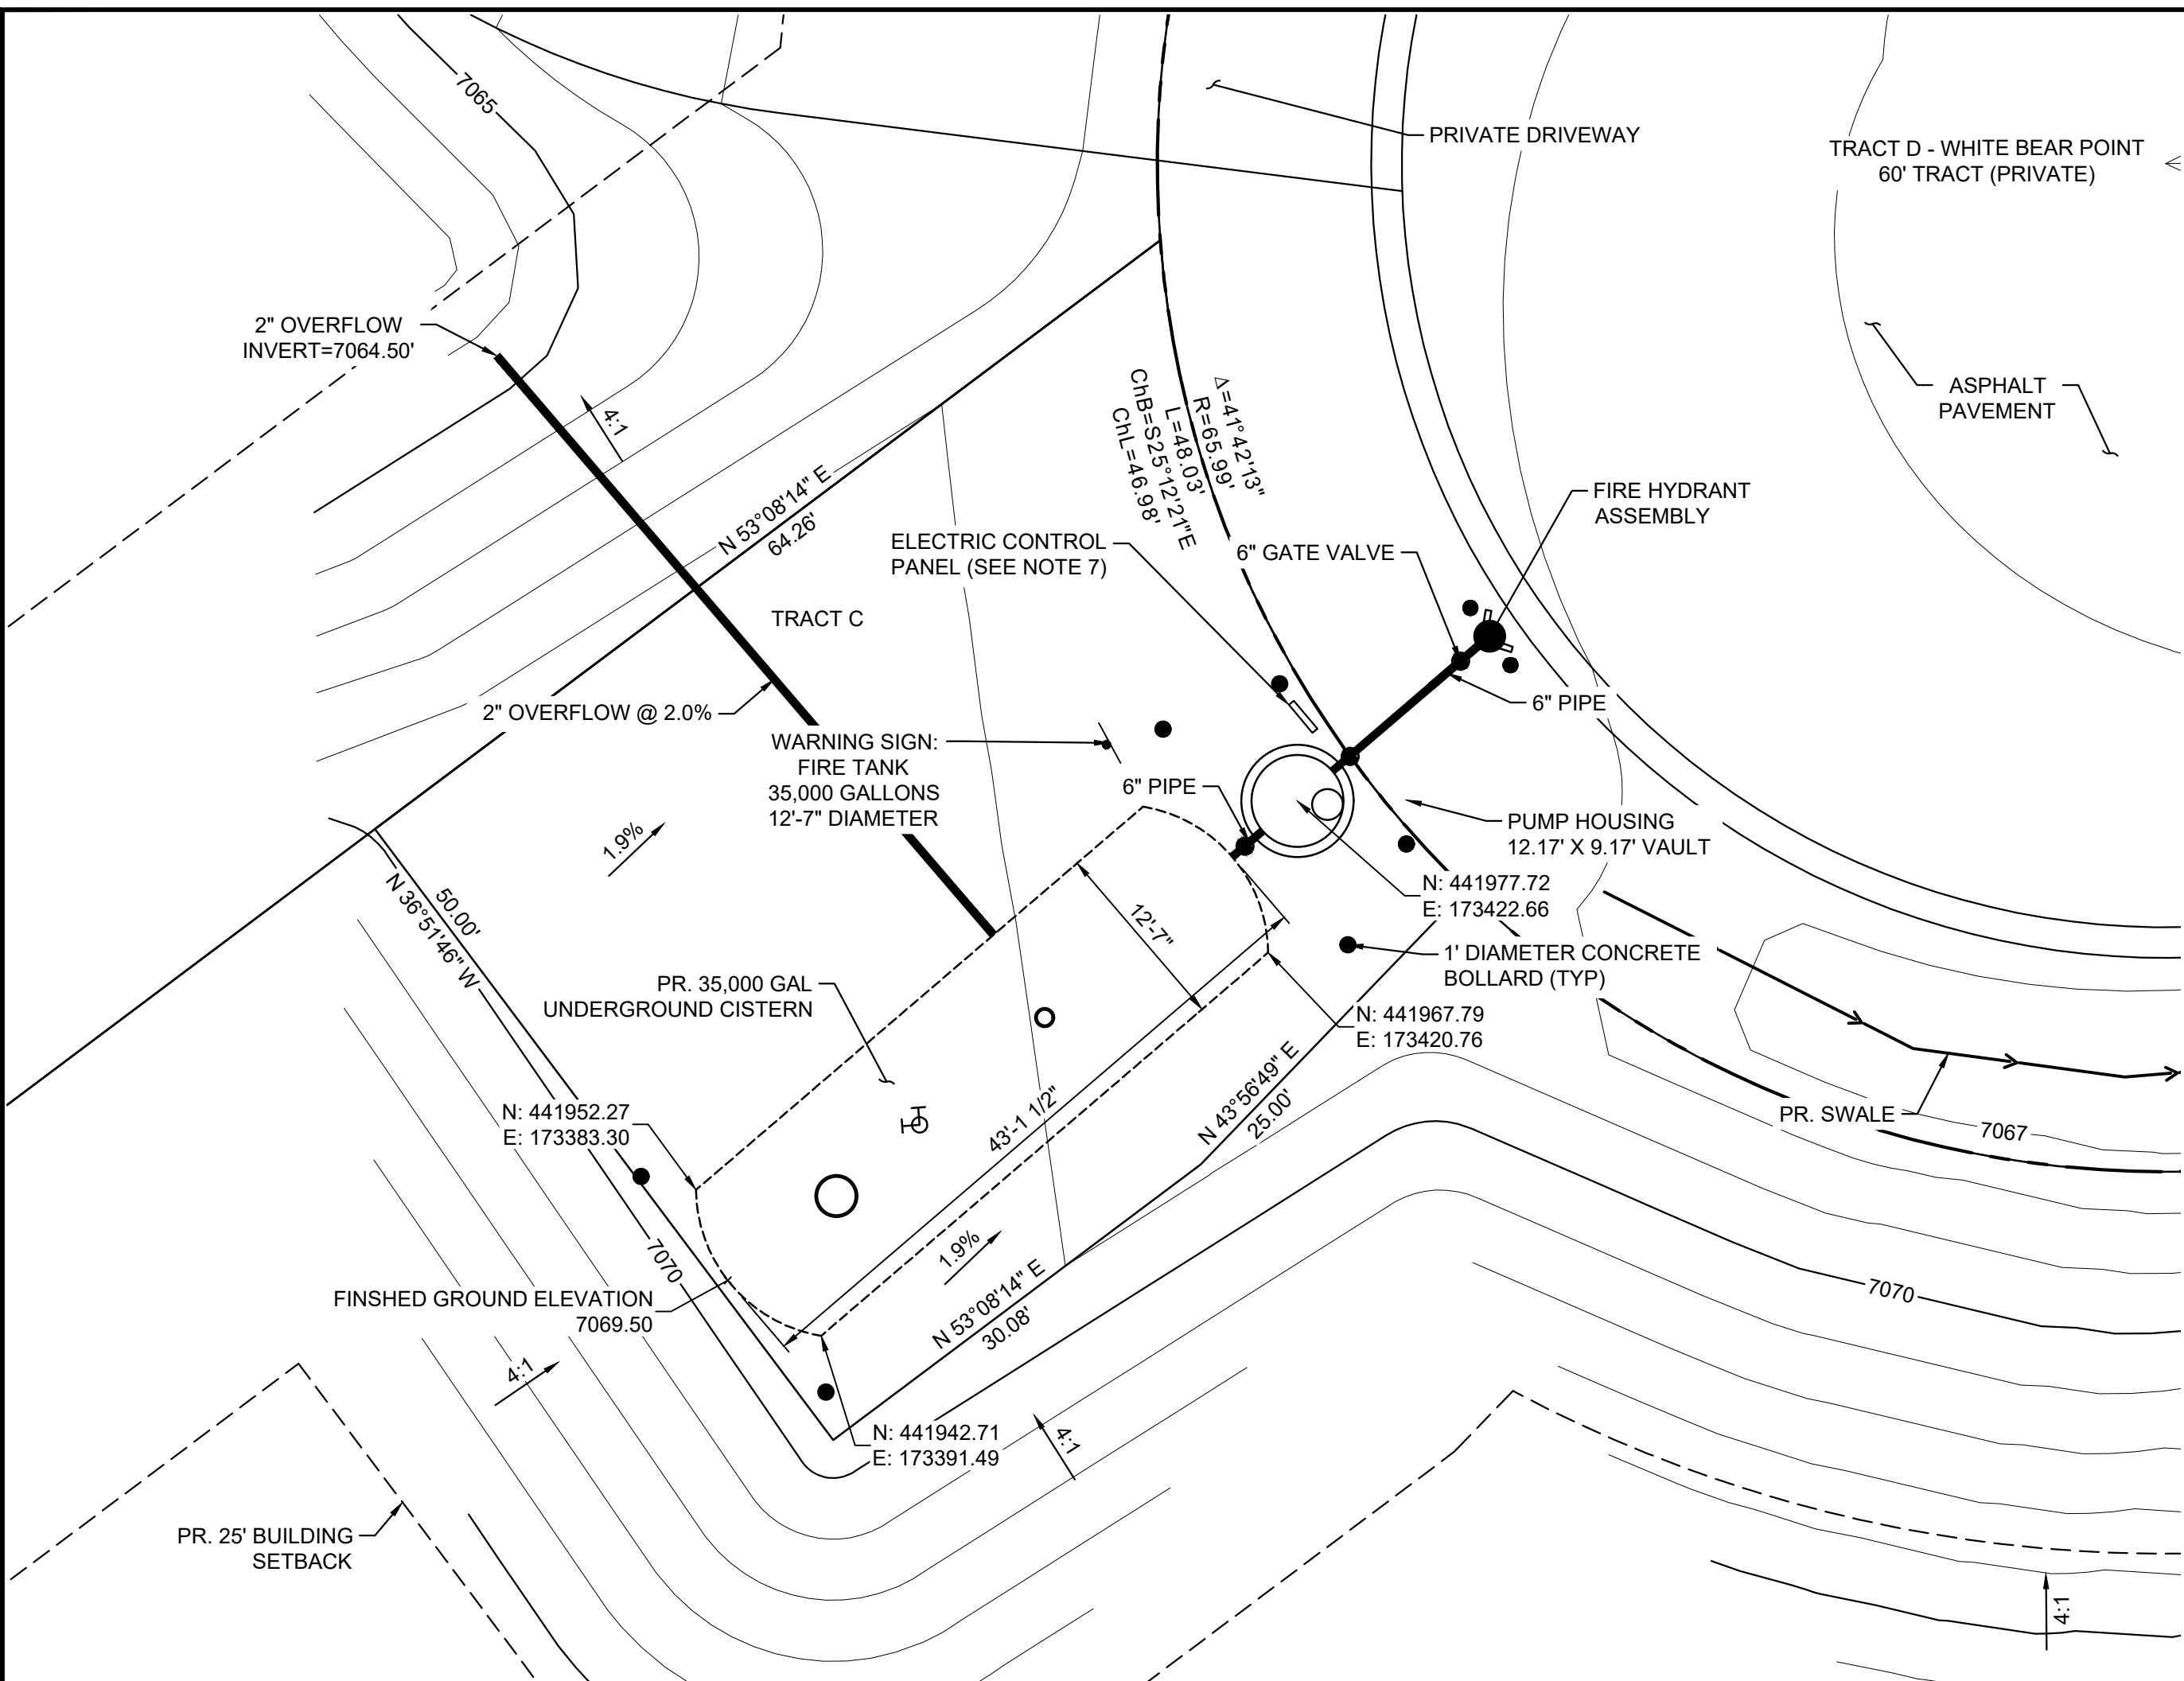 7065
PRIVATE DRIVEWAY
TRACT D - WHITE BEAR POINT
60' TRACT (PRIVATE)
2" OVERFLOW
INVERT=7064.50'
4:1
ASPHALT
PAVEMENT
Δ=41°42'13"
R=65.99'
L=48.03'
ChB=S25°12'21"E
ChL=46.98'
N 53°08'14" E
64.26'
FIRE HYDRANT
ASSEMBLY
ELECTRIC CONTROL
PANEL (SEE NOTE 7)
6" GATE VALVE
TRACT C
2" OVERFLOW @ 2.0%
6" PIPE
WARNING SIGN:
FIRE TANK
35,000 GALLONS
12'-7" DIAMETER
6" PIPE
1.9%
PUMP HOUSING
12.17' X 9.17' VAULT
N: 441977.72
E: 173422.66
50.00'
N 36°51'46" W
12'-7"
1' DIAMETER CONCRETE
BOLLARD (TYP)
PR. 35,000 GAL
UNDERGROUND CISTERN
N: 441967.79
E: 173420.76
N: 441952.27
E: 173383.30
43'-1 1/2"
N 43°56'49" E
25.00'
PR. SWALE
7067
7070
1.9%
FINSHED GROUND ELEVATION
7069.50
N 53°08'14" E
30.08'
7070
4:1
N: 441942.71
E: 173391.49
4:1
PR. 25' BUILDING
SETBACK
4:1